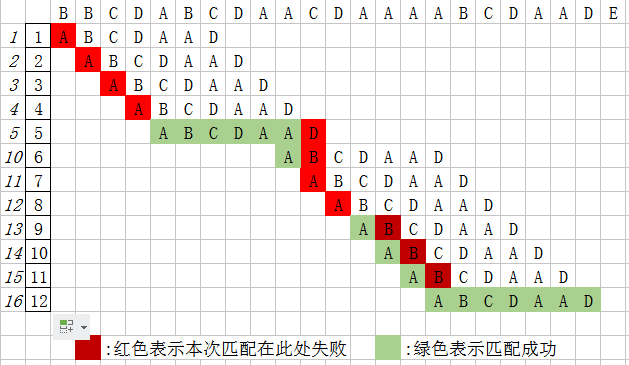 B B C D A B C D A A C D A A A A B C D A A D E
1 1 A B C D A A D
2 2 A B C D A A D
3 3 A B C D A A D
4 4 A B C D A A D
5 5 A B C D A A D
10 6 A B C D A A D
11 7 A B C D A A D
12 8 A B C D A A D
13 9 A B C D A A D
14 10 A B C D A A D
15 11 A B C D A A D
16 12 A B C D A A D
:红色表示本次匹配在此处失败 :绿色表示匹配成功